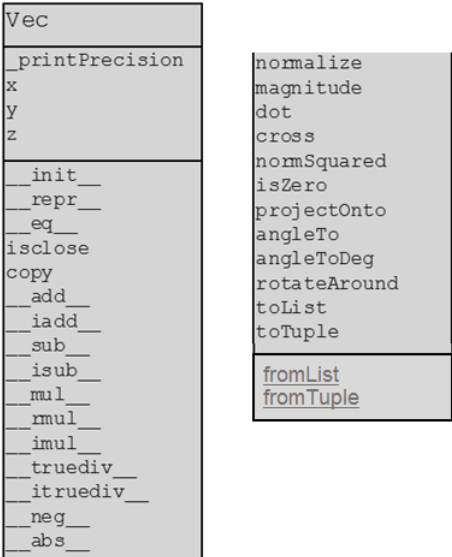 Vec
_printPrecision
x
y
z
__init__
__repr__
__eq__
isclose
copy
__add__
__iadd__
__sub__
__isub__
__mul__
__rmul__
__imul__
__truediv__
__itruediv__
__neg__
__abs__
normalize
magnitude
dot
cross
normSquared
isZero
projectOnto
angleTo
angleToDeg
rotateAround
toList
toTuple
fromList
fromTuple